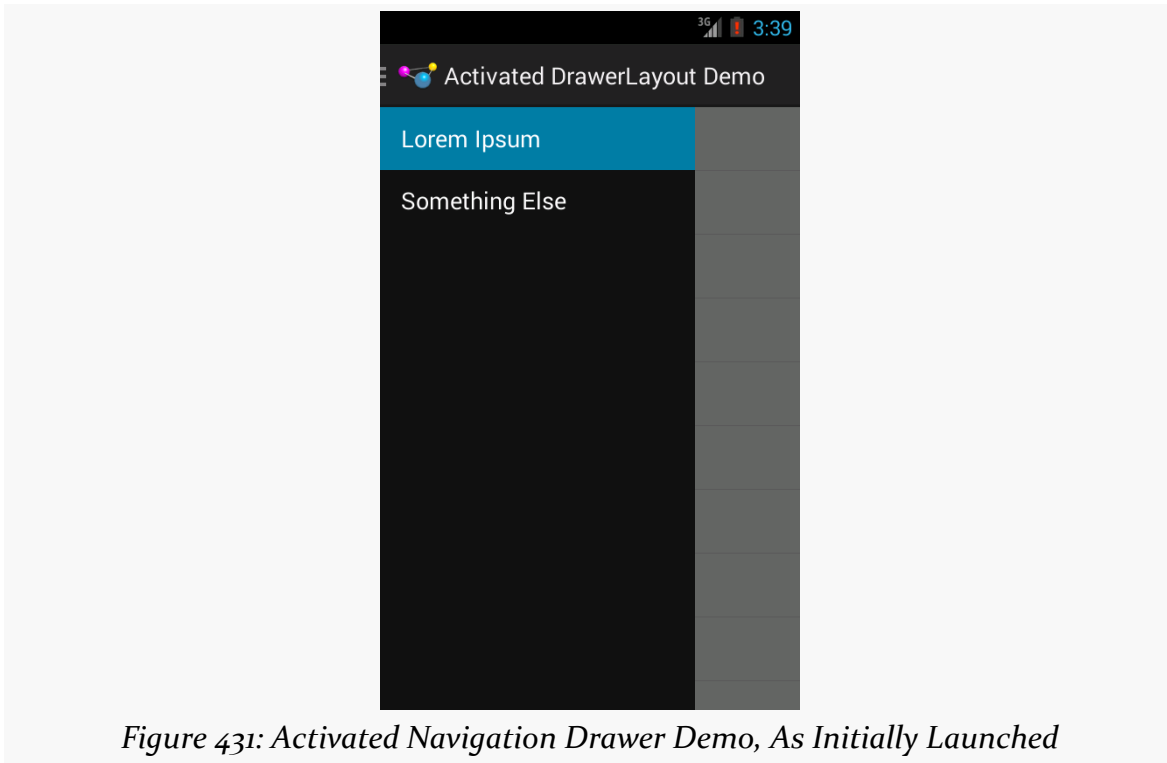 3G 3:39
Activated DrawerLayout Demo
Lorem Ipsum
Something Else
Figure 431: Activated Navigation Drawer Demo, As Initially Launched